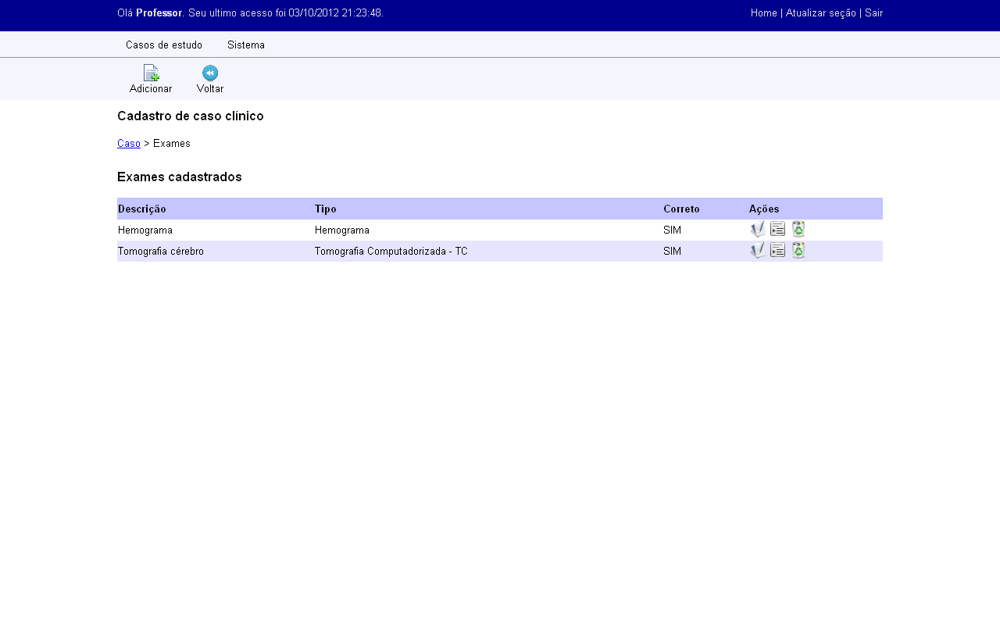 Olá Professor. Seu ultimo acesso foi 03/10/2012 21:23:48. Home | Atualizar seção | Sair
Casos de estudo Sistema
Adicionar Voltar
Cadastro de caso clínico
Caso > Exames
Exames cadastrados
Descrição Tipo Correto Ações
Hemograma Hemograma SIM
Tomografia cérebro Tomografia Computadorizada - TC SIM